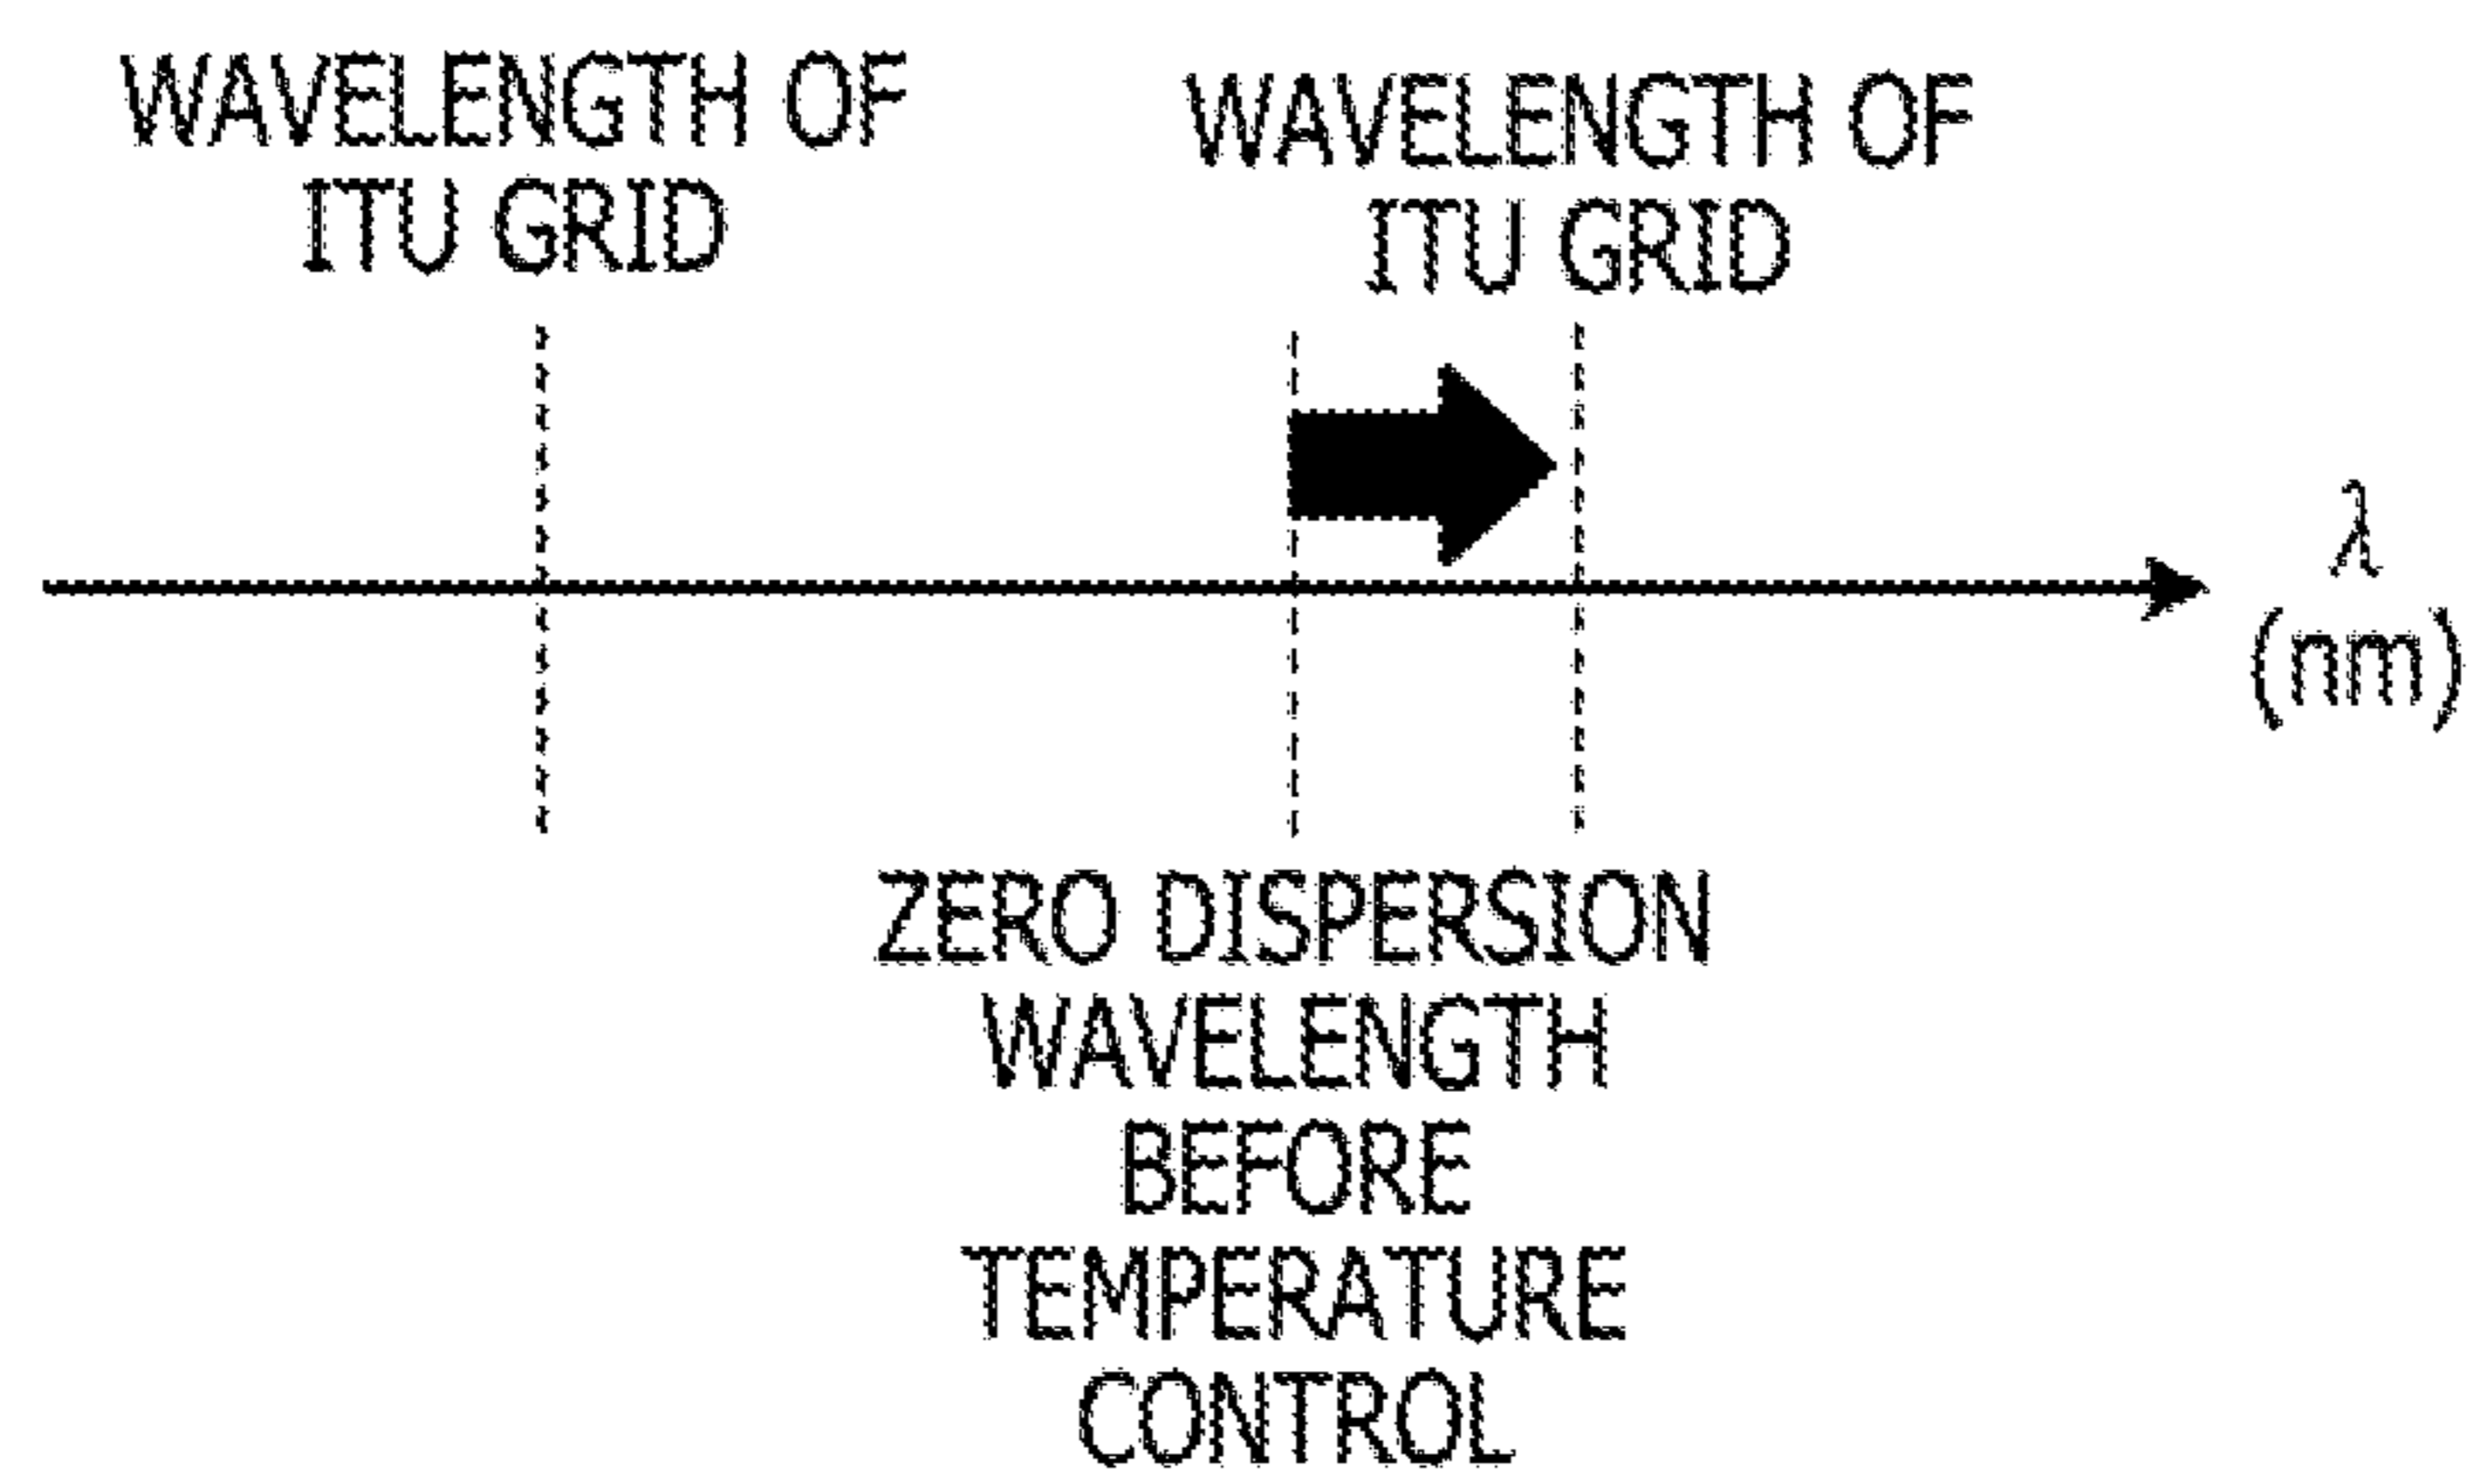 WAVELENGTH OF
ITU GRID
WAVELENGTH OF
ITU GRID
λ
(nm)
ZERO DISPERSION
WAVELENGTH
BEFORE
TEMPERATURE
CONTROL